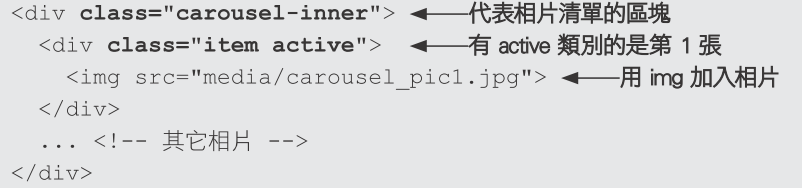 <div class="carousel-inner"> ◄──代表相片清單的區塊
  <div class="item active"> ◄──有 active 類別的是第 1 張
    <img src="media/carousel_pic1.jpg"> ◄──用 img 加入相片
  </div>
  ... <!-- 其它相片 -->
</div>